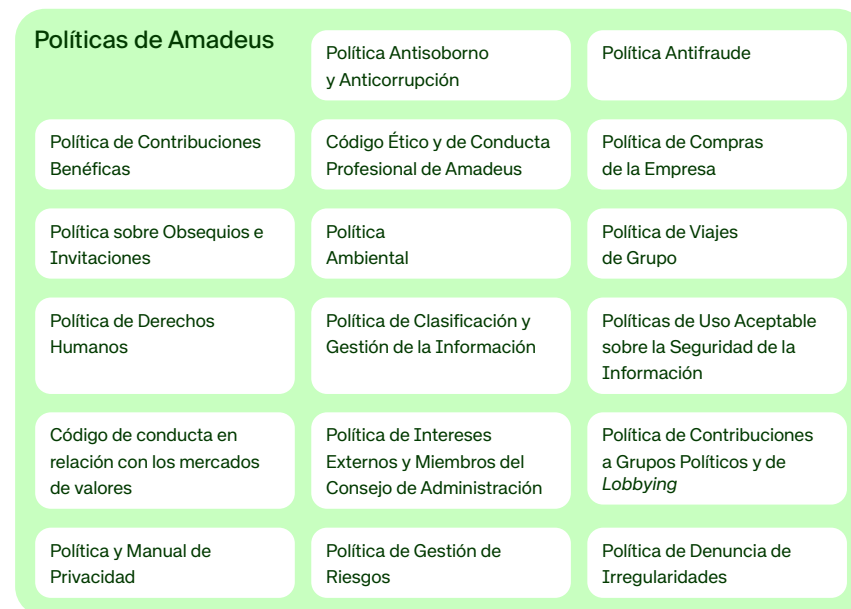 Políticas de Amadeus
Política Antisoborno
y Anticorrupción
Política Antifraude
Política de Contribuciones
Benéficas
Código Ético y de Conducta
Profesional de Amadeus
Política de Compras
de la Empresa
Política sobre Obsequios e
Invitaciones
Política
Ambiental
Política de Viajes
de Grupo
Política de Derechos
Humanos
Política de Clasificación y
Gestión de la Información
Políticas de Uso Aceptable
sobre la Seguridad de la
Información
Código de conducta en
relación con los mercados
de valores
Política de Intereses
Externos y Miembros del
Consejo de Administración
Política de Contribuciones
a Grupos Políticos y de
Lobbying
Política y Manual de
Privacidad
Política de Gestión de
Riesgos
Política de Denuncia de
Irregularidades